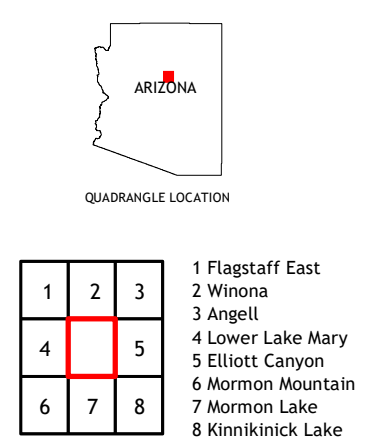 ARIZONA
QUADRANGLE LOCATION
1 2 3
4 5
6 7 8
1 Flagstaff East
2 Winona
3 Angell
4 Lower Lake Mary
5 Elliott Canyon
6 Mormon Mountain
7 Mormon Lake
8 Kinnikinick Lake